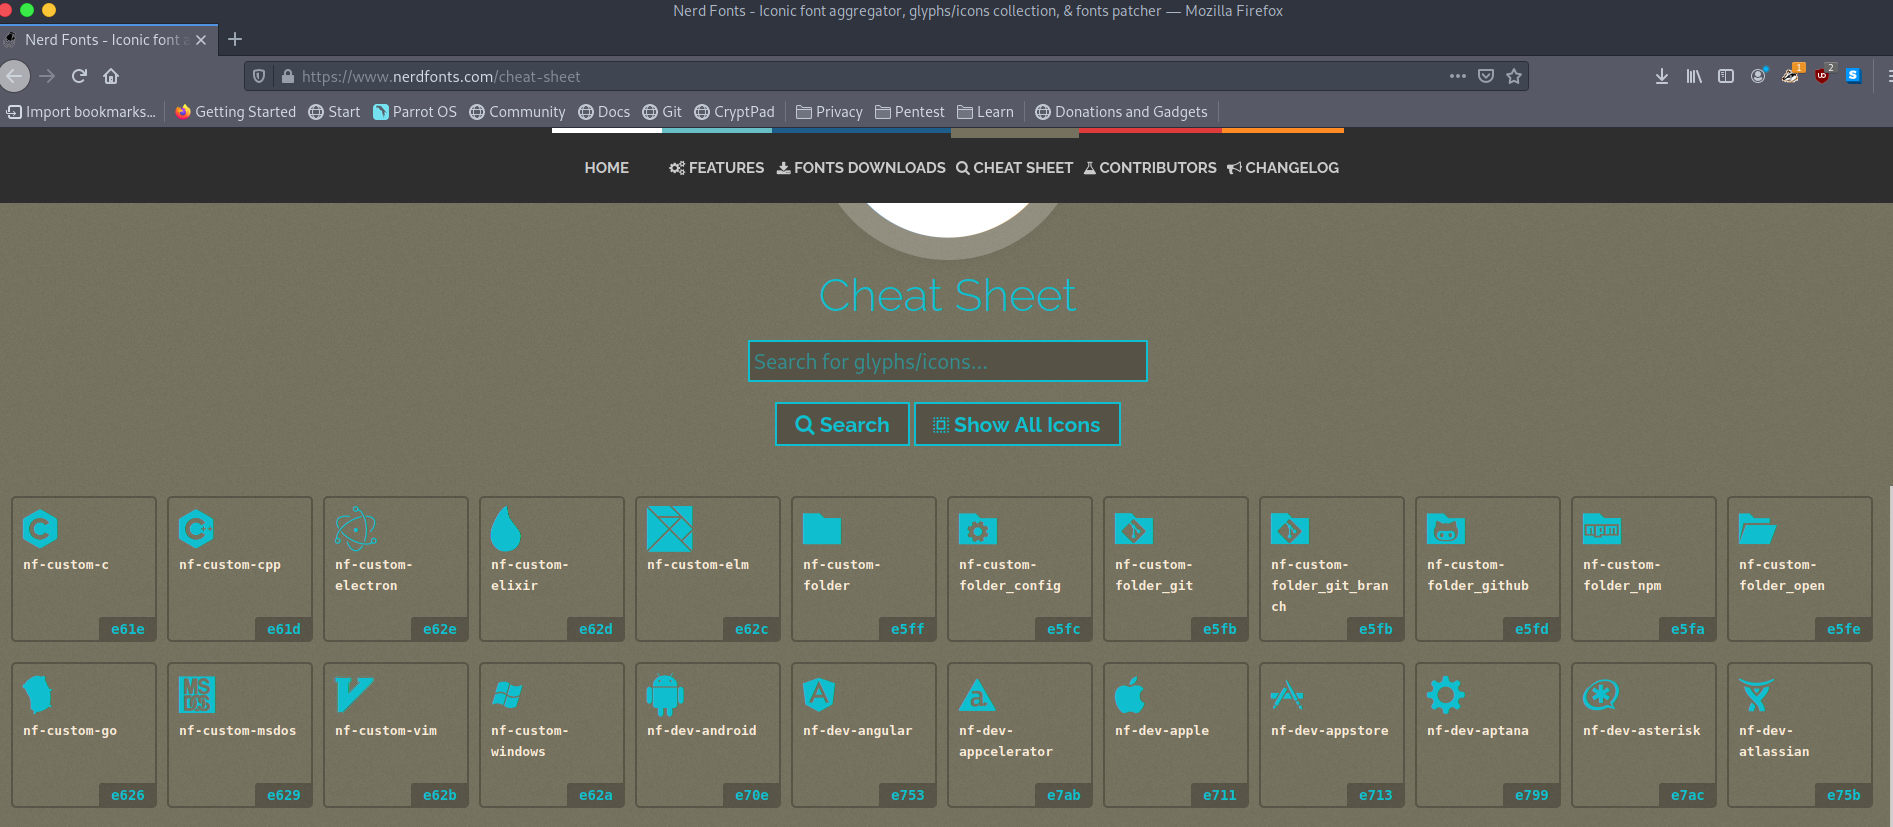 Nerd Fonts - Iconic font aggregator, glyphs/icons collection, & fonts patcher — Mozilla Firefox
Nerd Fonts - Iconic font a
https://www.nerdfonts.com/cheat-sheet
1 2 S
Import bookmarks... Getting Started Start Parrot OS Community Docs Git CryptPad Privacy Pentest Learn Donations and Gadgets
HOME FEATURES FONTS DOWNLOADS CHEAT SHEET CONTRIBUTORS CHANGELOG
Cheat Sheet
Search for glyphs/icons...
Search Show All Icons
nf-custom-c
e61e
nf-custom-cpp
e61d
nf-custom-
electron
e62e
nf-custom-
elixir
e62d
nf-custom-elm
e62c
nf-custom-
folder
e5ff
nf-custom-
folder_config
e5fc
nf-custom-
folder_git
e5fb
nf-custom-
folder_git_bran
ch
e5fb
nf-custom-
folder_github
e5fd
npm
nf-custom-
folder_npm
e5fa
nf-custom-
folder_open
e5fe
nf-custom-go
e626
MS
DS
nf-custom-msdos
e629
nf-custom-vim
e62b
nf-custom-
windows
e62a
nf-dev-android
e70e
nf-dev-angular
e753
nf-dev-
appcelerator
e7ab
nf-dev-apple
e711
nf-dev-appstore
e713
nf-dev-aptana
e799
nf-dev-asterisk
e7ac
nf-dev-
atlassian
e75b